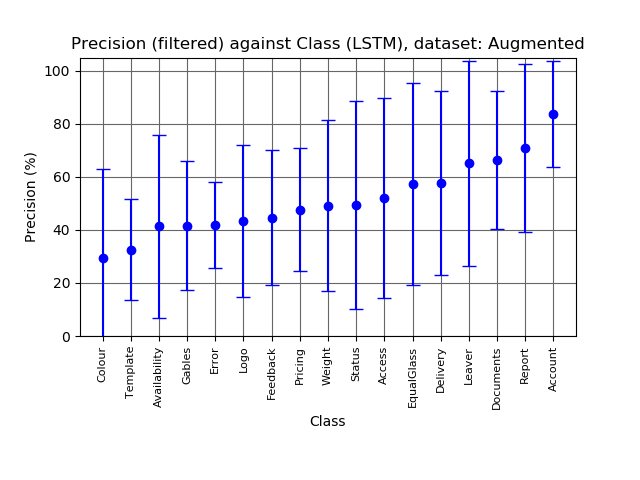 Precision (filtered) against Class (LSTM), dataset: Augmented
100
80
60
40
20
0
Precision (%)
Colour
Template
Availability
Gables
Error
Logo
Feedback
Pricing
Weight
Status
Access
EqualGlass
Delivery
Leaver
Documents
Report
Account
Class